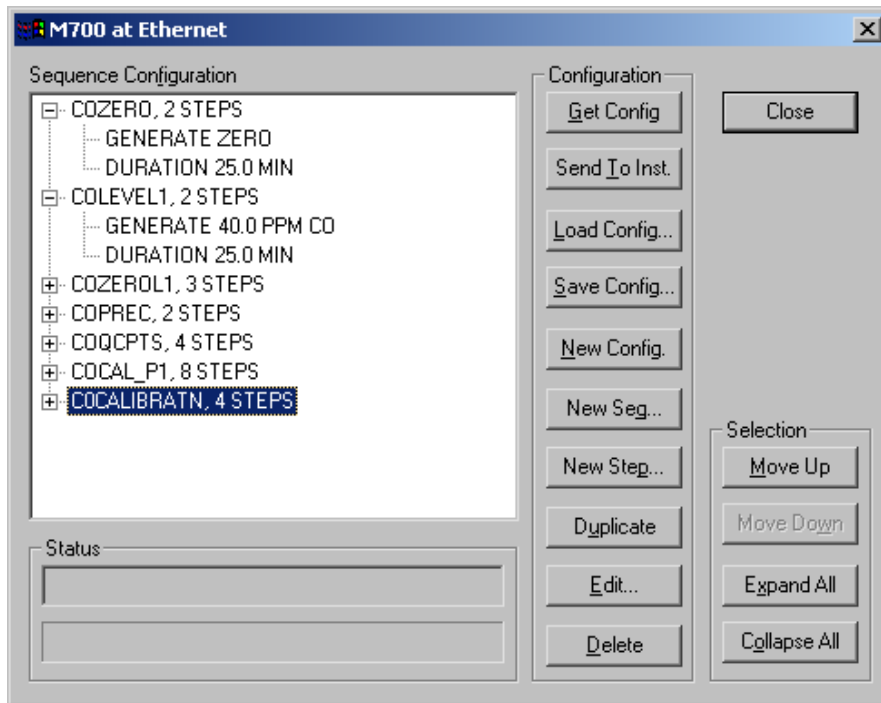 M700 at Ethernet
Sequence Configuration
COZERO, 2 STEPS
GENERATE ZERO
DURATION 25.0 MIN
COLEVEL1, 2 STEPS
GENERATE 40.0 PPM CO
DURATION 25.0 MIN
COZEROL1, 3 STEPS
COPREC, 2 STEPS
COQCPTS, 4 STEPS
COCAL_P1, 8 STEPS
COCALIBRATN, 4 STEPS
Status
Configuration
Get Config
Send To Inst.
Load Config...
Save Config...
New Config.
New Seq...
New Step...
Duplicate
Edit...
Delete
Close
Selection
Move Up
Move Down
Expand All
Collapse All